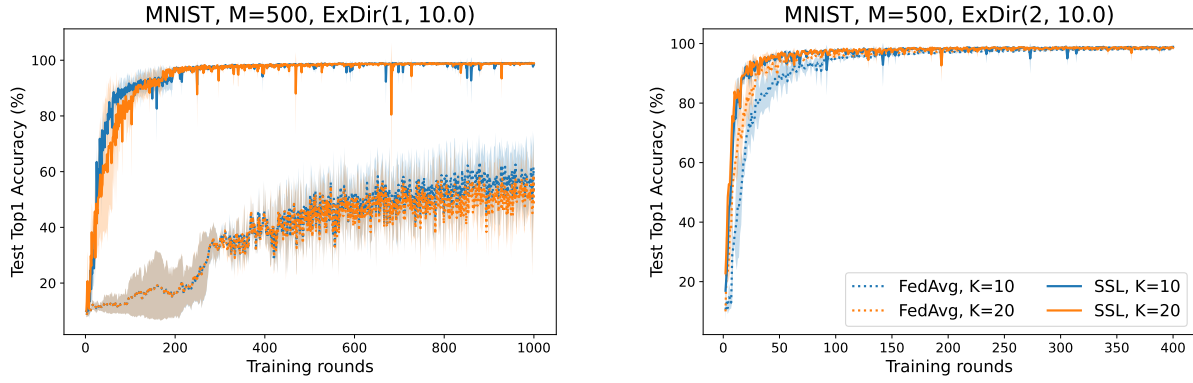 MNIST, M=500, ExDir(1, 10.0)
Test Top1 Accuracy (%)
100
80
60
40
20
0
200
400
600
800
1000
Training rounds
MNIST, M=500, ExDir(2, 10.0)
Test Top1 Accuracy (%)
100
80
60
40
20
0
50
100
150
200
250
300
350
400
Training rounds
FedAvg, K=10
FedAvg, K=20
SSL, K=10
SSL, K=20